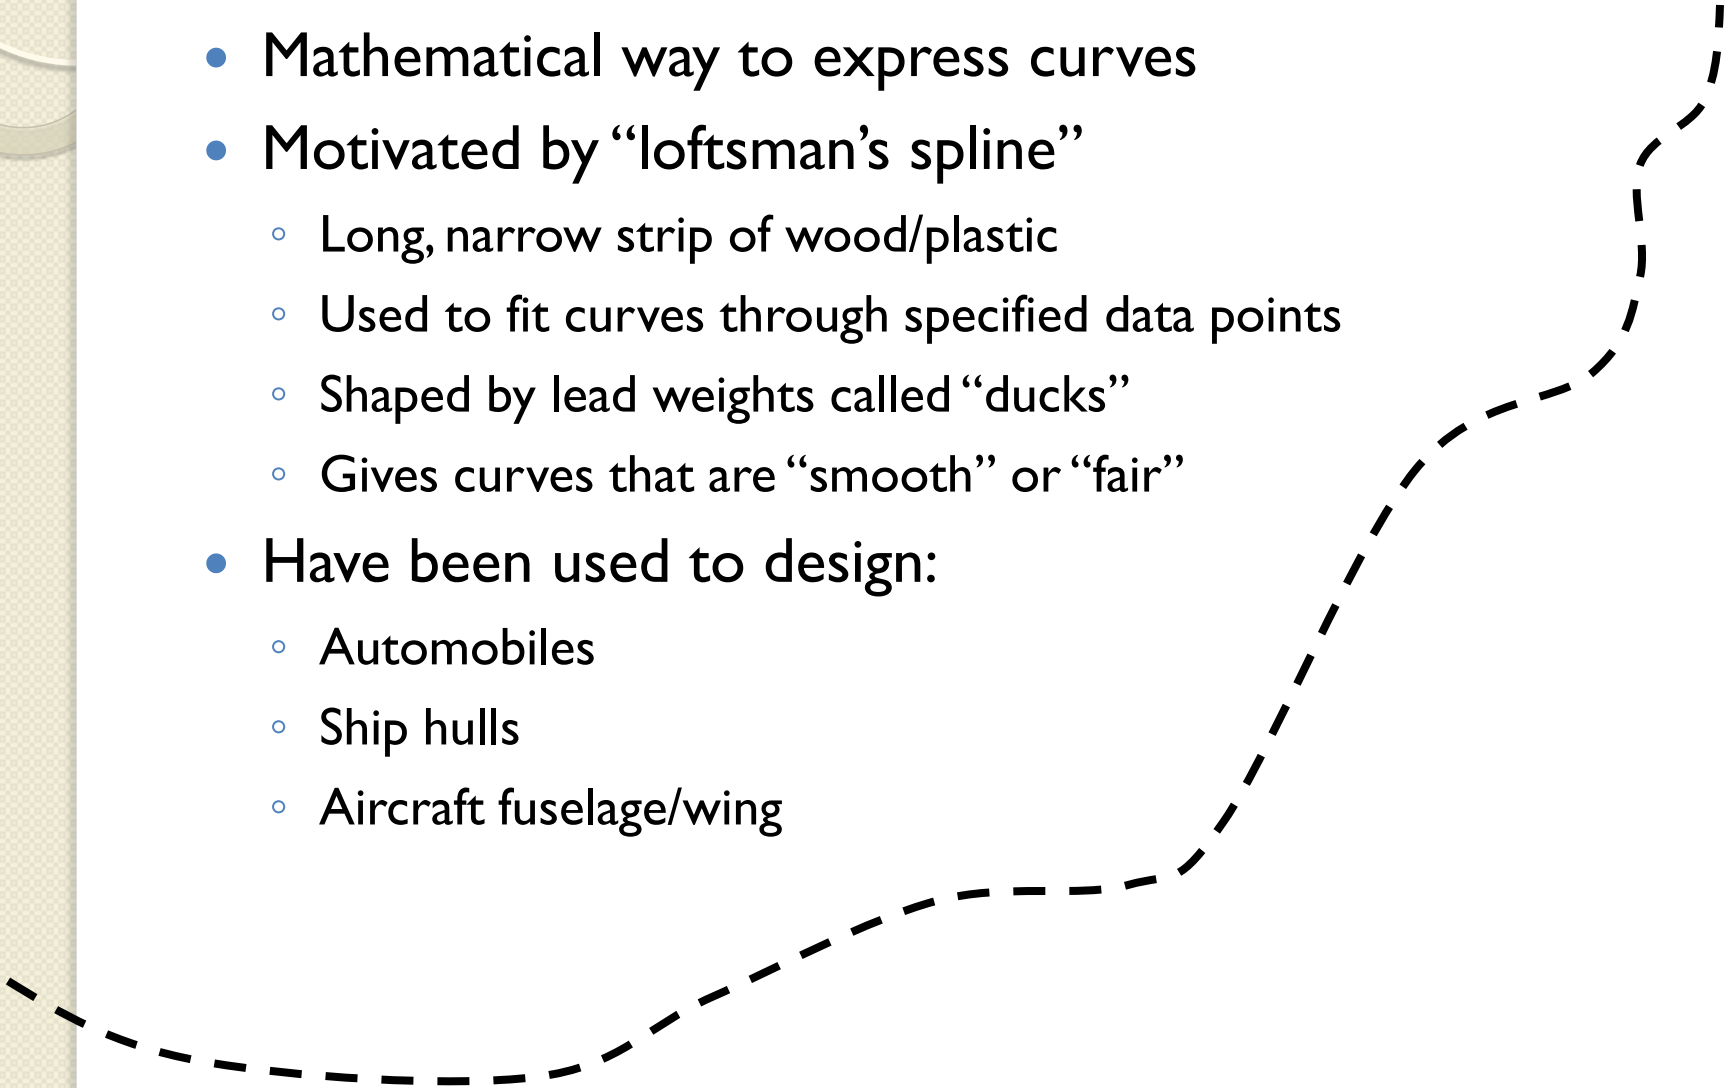 • Mathematical way to express curves
• Motivated by “loftsman’s spline”
◦ Long, narrow strip of wood/plastic
◦ Used to fit curves through specified data points
◦ Shaped by lead weights called “ducks”
◦ Gives curves that are “smooth” or “fair”
• Have been used to design:
◦ Automobiles
◦ Ship hulls
◦ Aircraft fuselage/wing